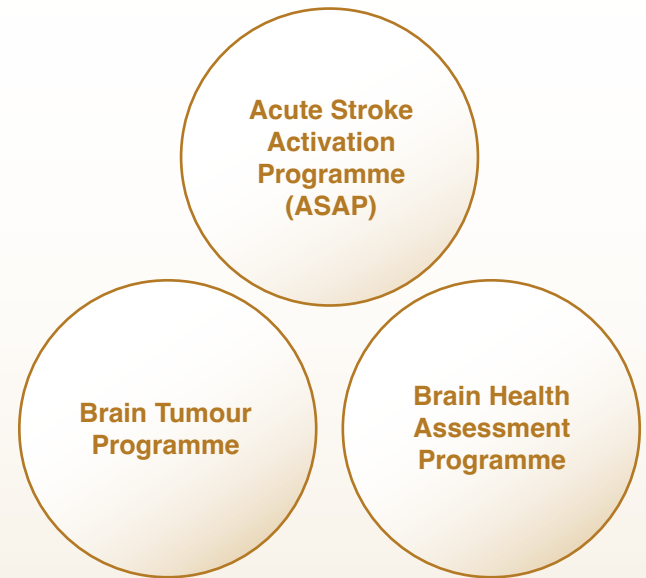 Acute Stroke
Activation
Programme
(ASAP)
Brain Tumour
Programme
Brain Health
Assessment
Programme